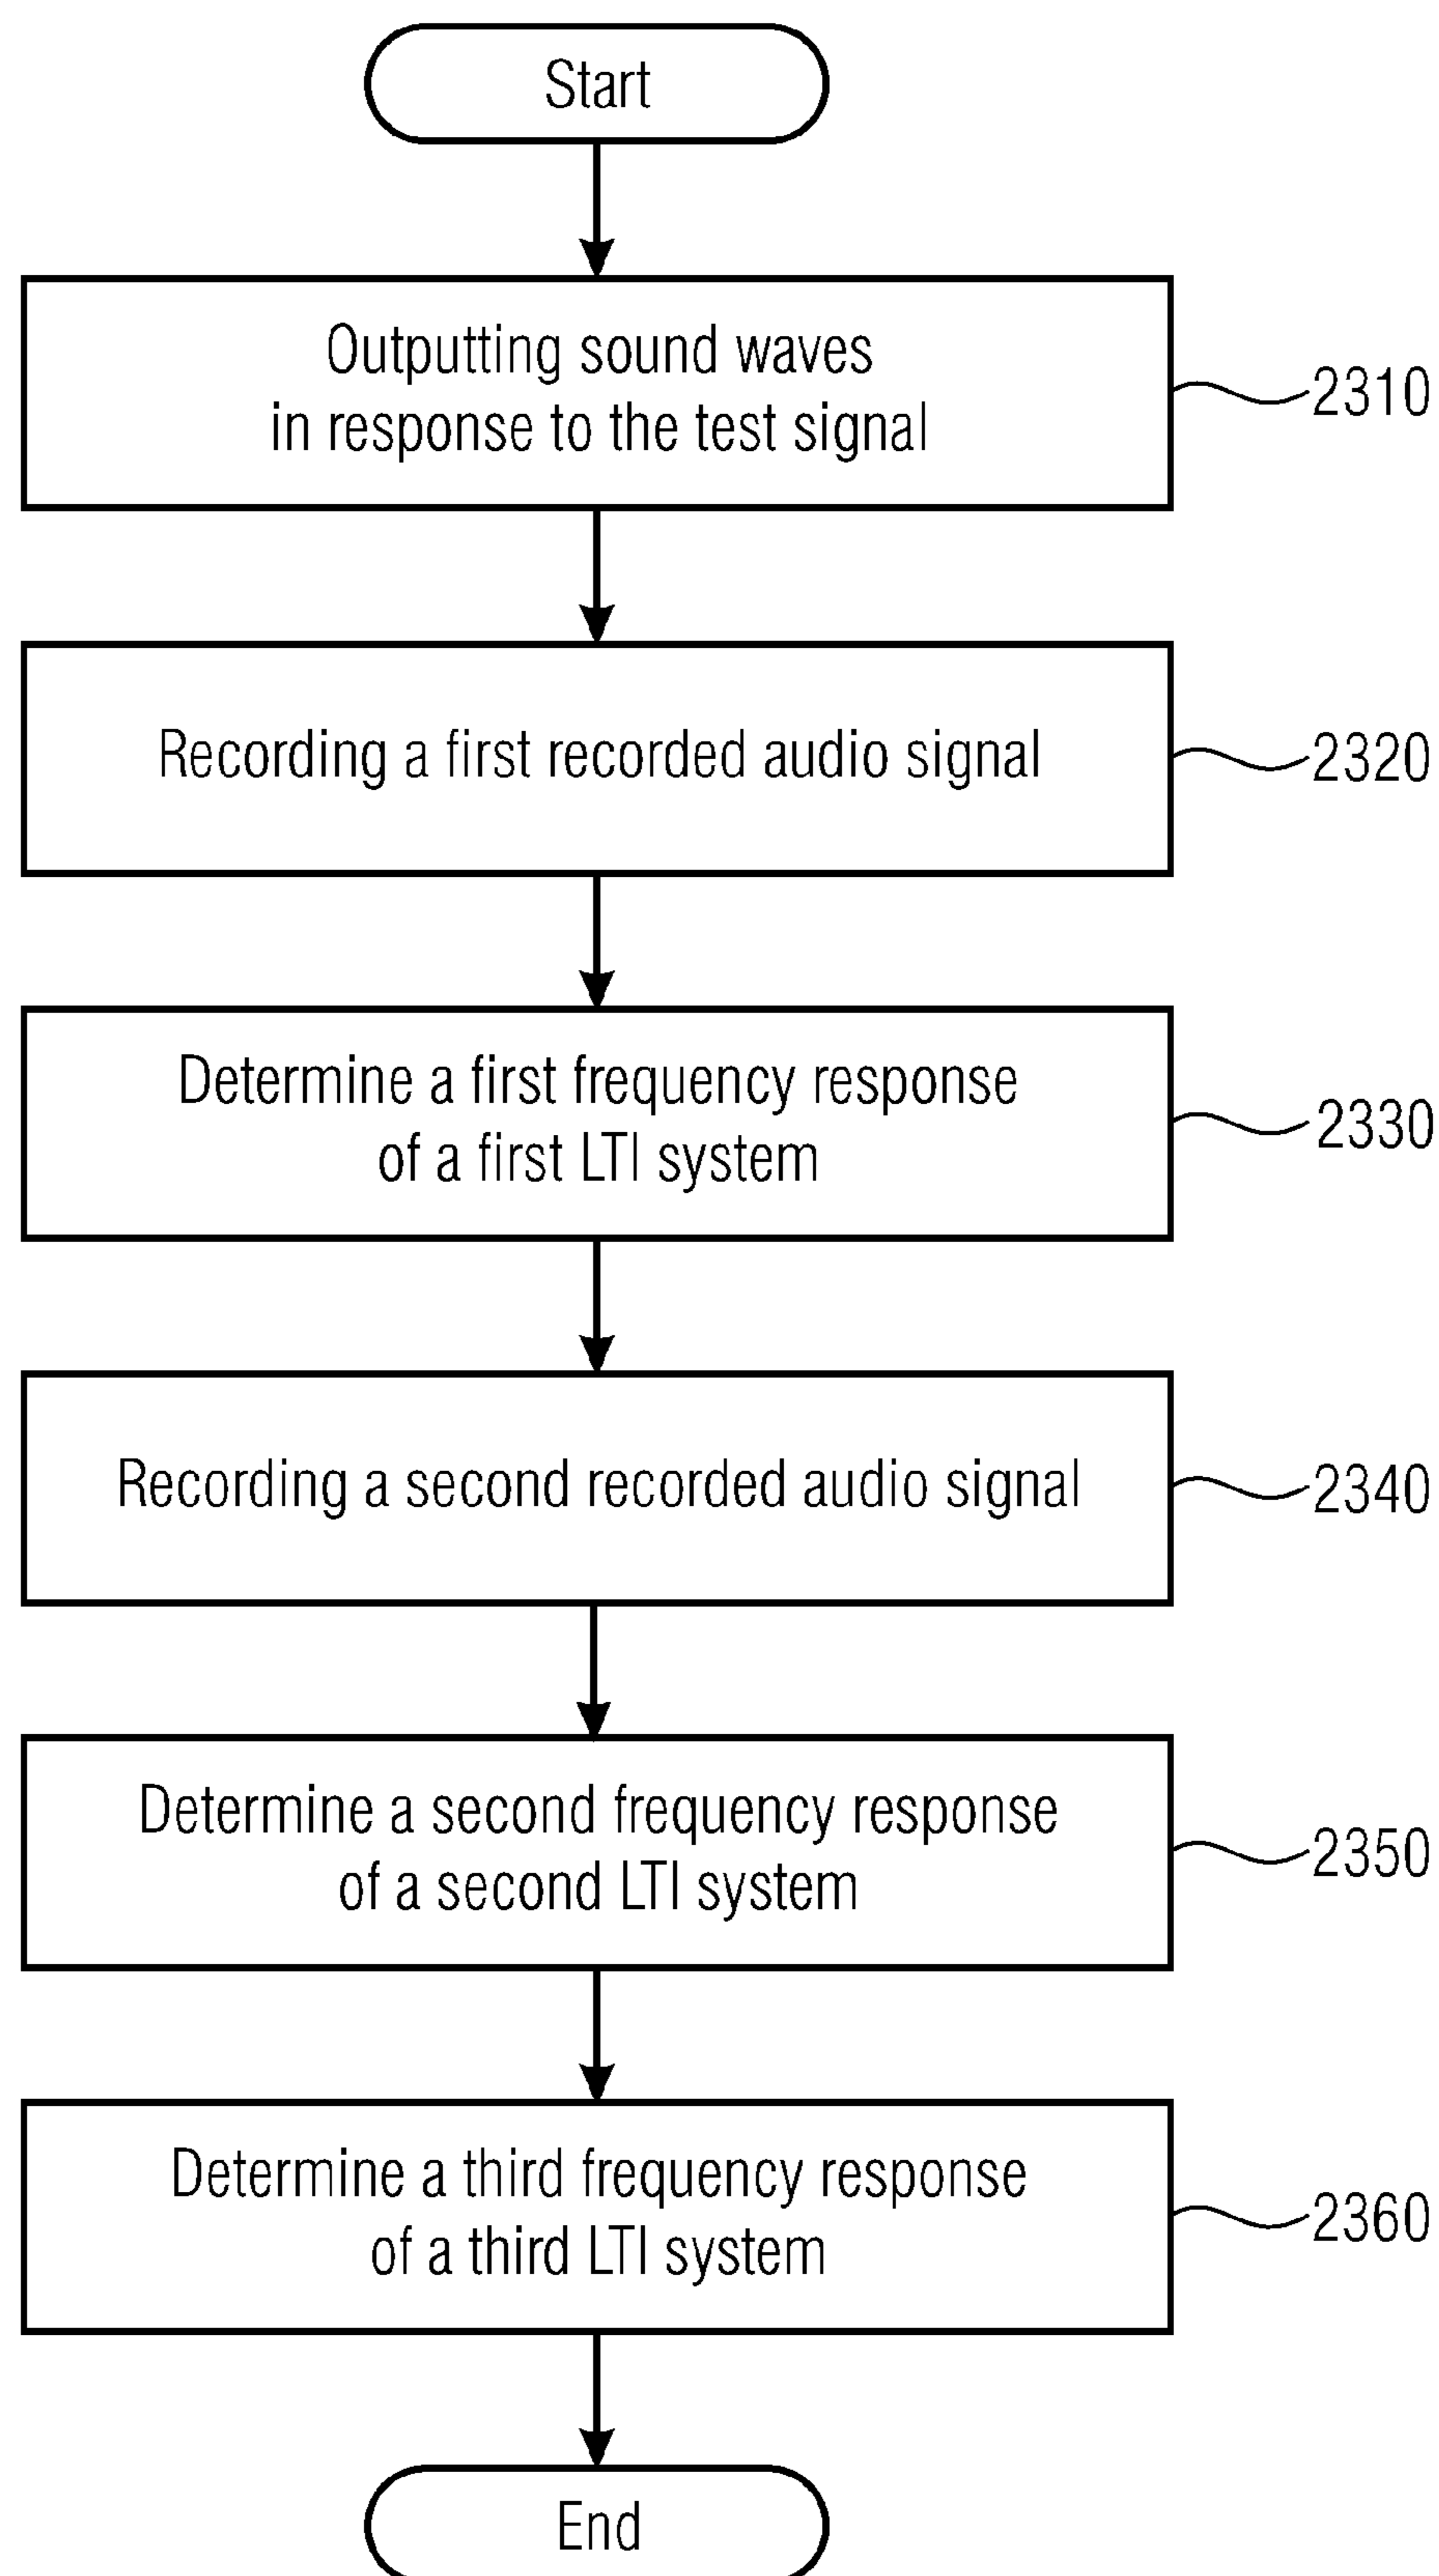 Start
Outputting sound waves
in response to the test signal
2310
Recording a first recorded audio signal
2320
Determine a first frequency response
of a first LTI system
2330
Recording a second recorded audio signal
2340
Determine a second frequency response
of a second LTI system
2350
Determine a third frequency response
of a third LTI system
2360
End